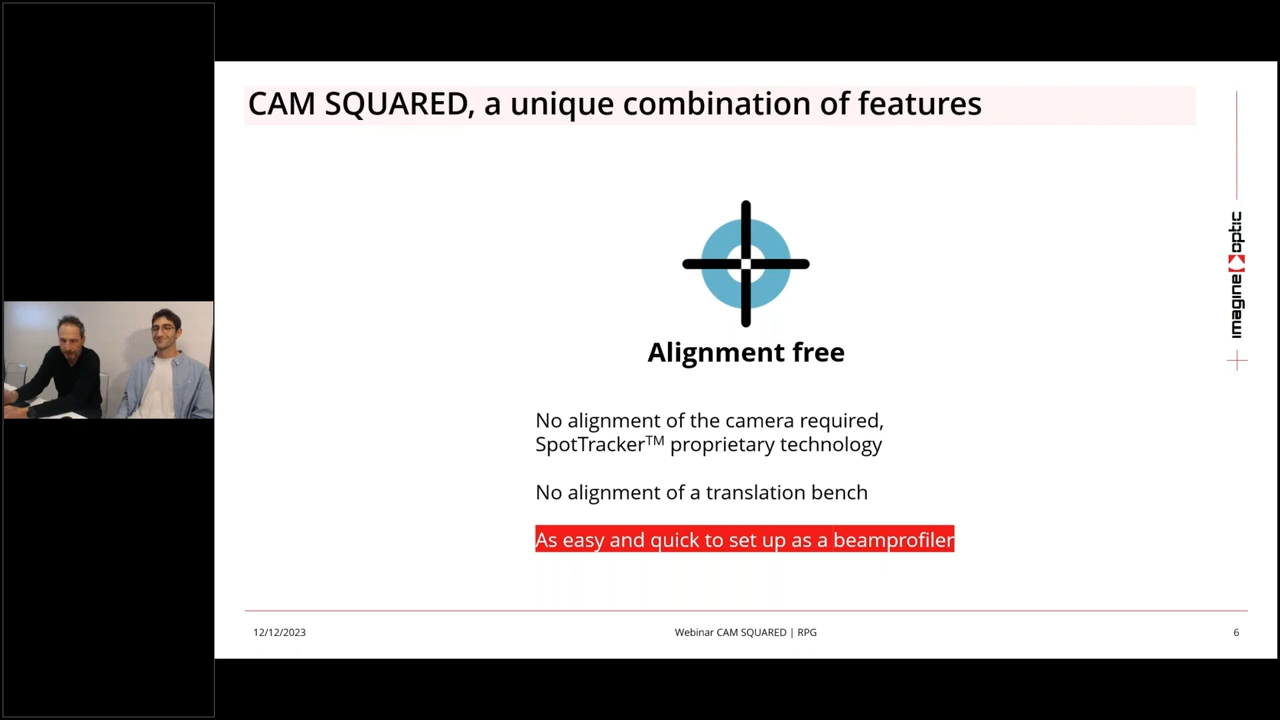 CAM SQUARED, a unique combination of features
imagine optic
Alignment free
No alignment of the camera required,
SpotTracker™ proprietary technology
No alignment of a translation bench
As easy and quick to set up as a beamprofiler
12/12/2023
Webinar CAM SQUARED | RPG
6